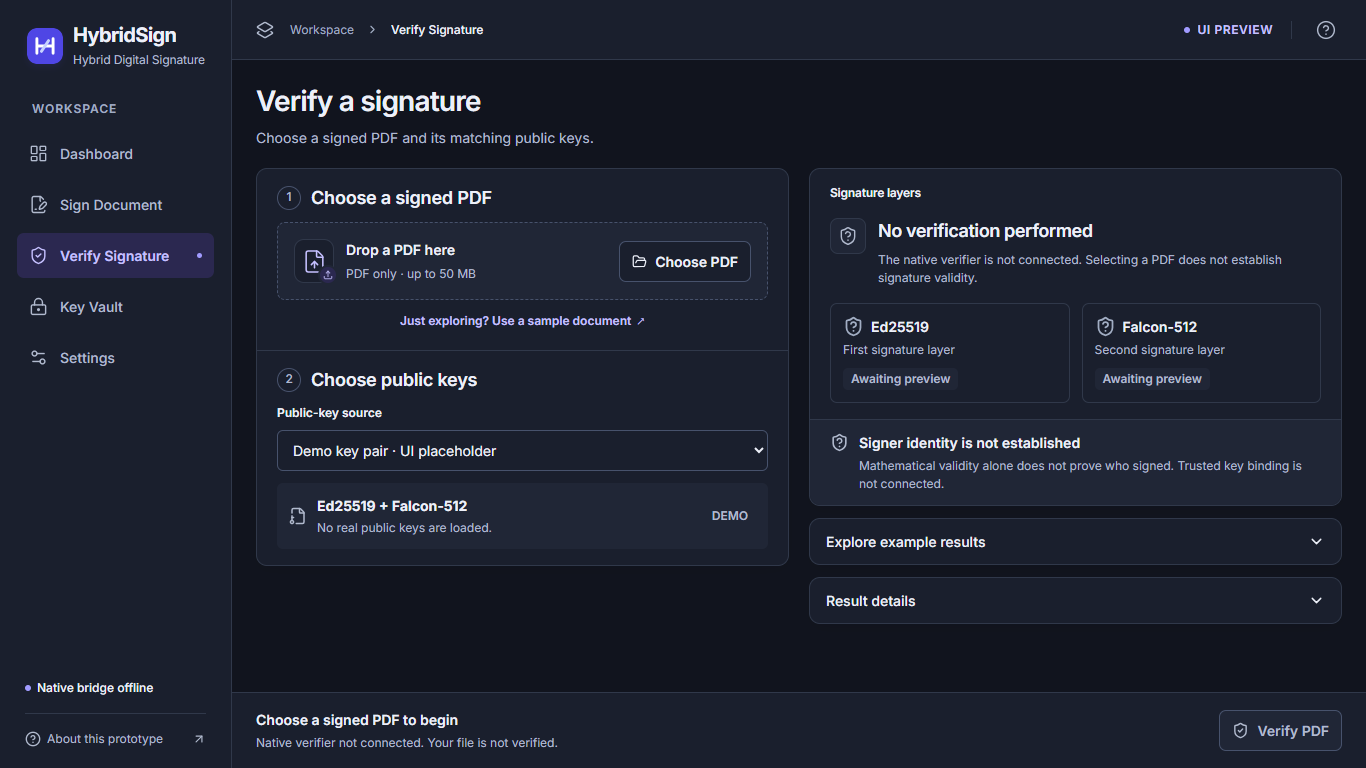 HybridSign
Hybrid Digital Signature
WORKSPACE
Dashboard
Sign Document
Verify Signature
Key Vault
Settings
Native bridge offline
About this prototype
Workspace
Verify Signature
UI PREVIEW
Verify a signature
Choose a signed PDF and its matching public keys.
1
Choose a signed PDF
Drop a PDF here
PDF only · up to 50 MB
Choose PDF
Just exploring? Use a sample document ↗
2
Choose public keys
Public-key source
Demo key pair · UI placeholder
Ed25519 + Falcon-512
No real public keys are loaded.
DEMO
Signature layers
No verification performed
The native verifier is not connected. Selecting a PDF does not establish
signature validity.
Ed25519
First signature layer
Awaiting preview
Falcon-512
Second signature layer
Awaiting preview
Signer identity is not established
Mathematical validity alone does not prove who signed. Trusted key binding is
not connected.
Explore example results
Result details
Choose a signed PDF to begin
Native verifier not connected. Your file is not verified.
Verify PDF